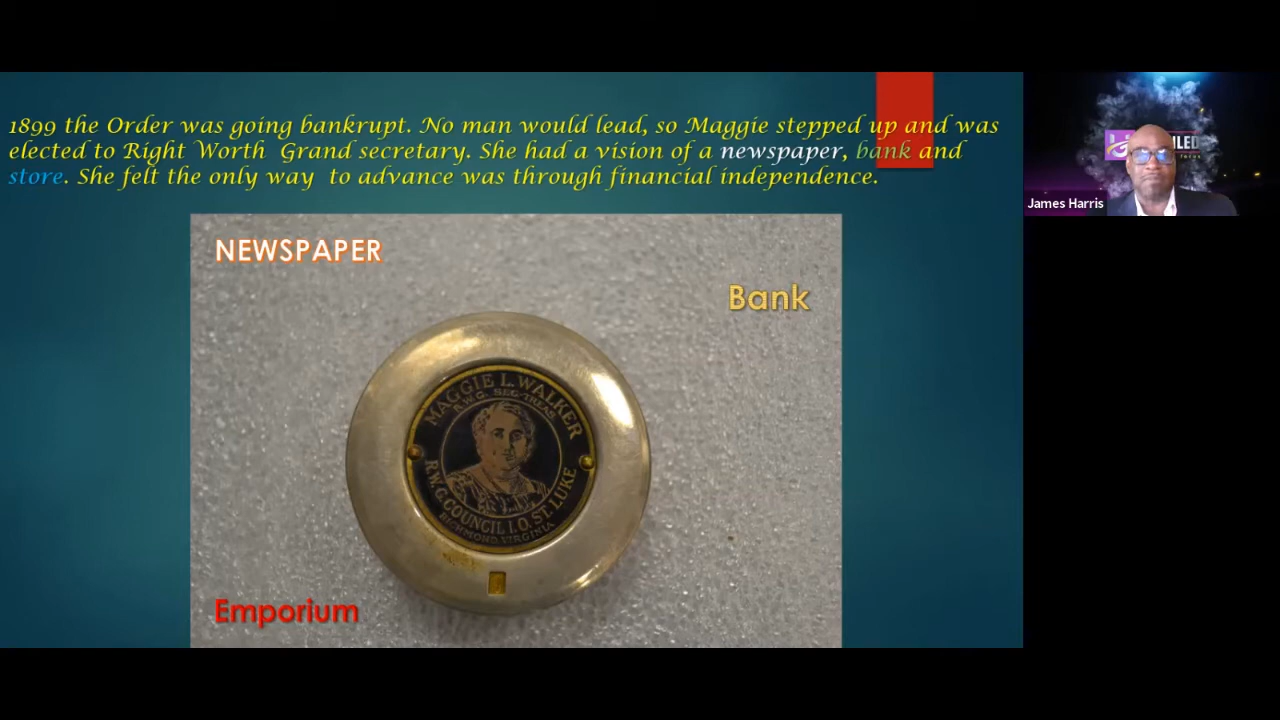 1899 the Order was going bankrupt. No man would lead, so Maggie stepped up and was
elected to Right Worth Grand secretary. She had a vision of a newspaper, bank and
store. She felt the only way to advance was through financial independence.
James Harris
NEWSPAPER
Bank
MAGGIE L. WALKER
R.W.G. SEC-TREAS
R.W.G. COUNCIL I.O. ST. LUKE
RICHMOND, VIRGINIA
Emporium